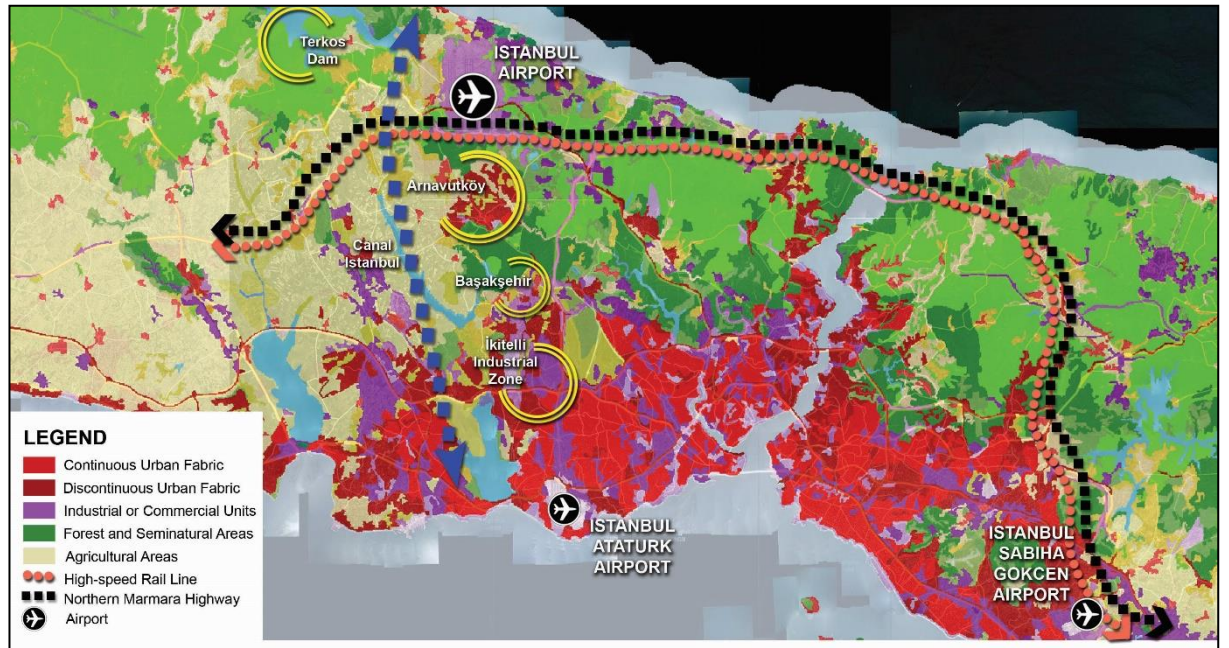 Terkos
Dam
ISTANBUL
AIRPORT
Arnavutköy
Canal
Istanbul
Başakşehir
İkitelli
Industrial
Zone
ISTANBUL
ATATURK
AIRPORT
ISTANBUL
SABIHA
GOKCEN
AIRPORT
LEGEND
Continuous Urban Fabric
Discontinuous Urban Fabric
Industrial or Commercial Units
Forest and Seminatural Areas
Agricultural Areas
High-speed Rail Line
Northern Marmara Highway
Airport